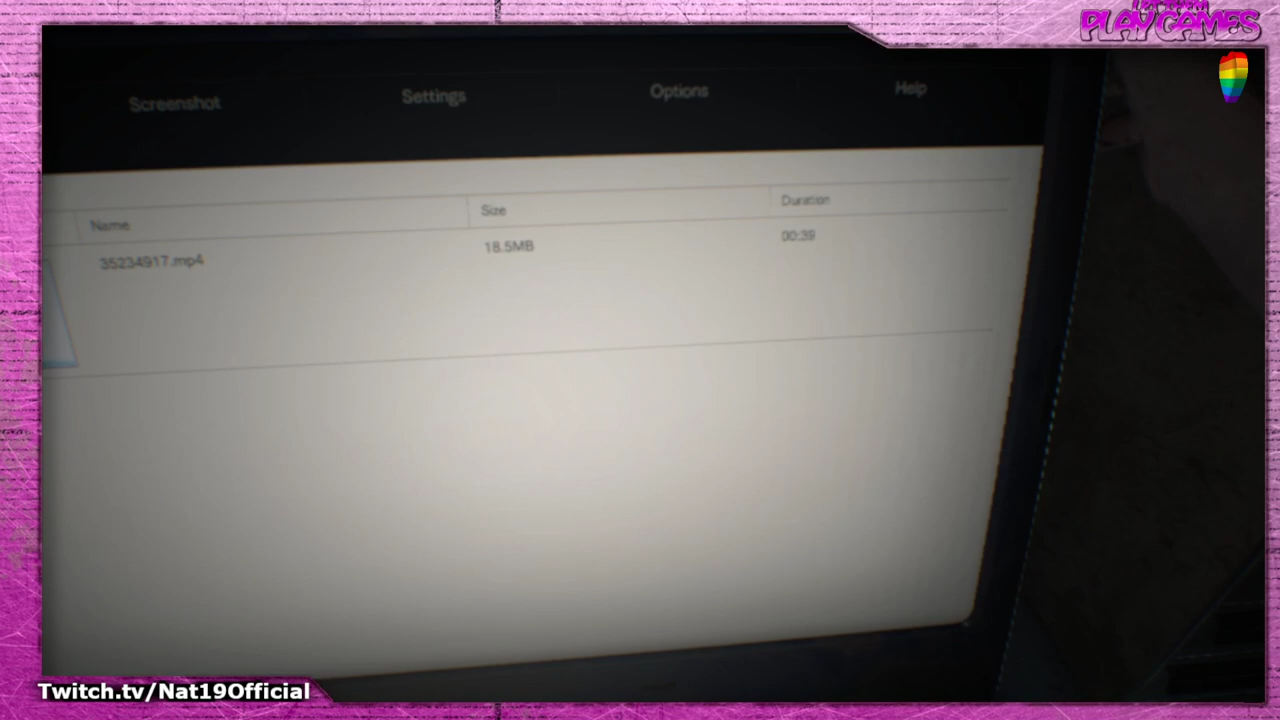 PLAY GAMES
Screenshot Settings Options Help
Name Size Duration
35234917.mp4 18.5MB 00:39
Twitch.tv/Nat19Official